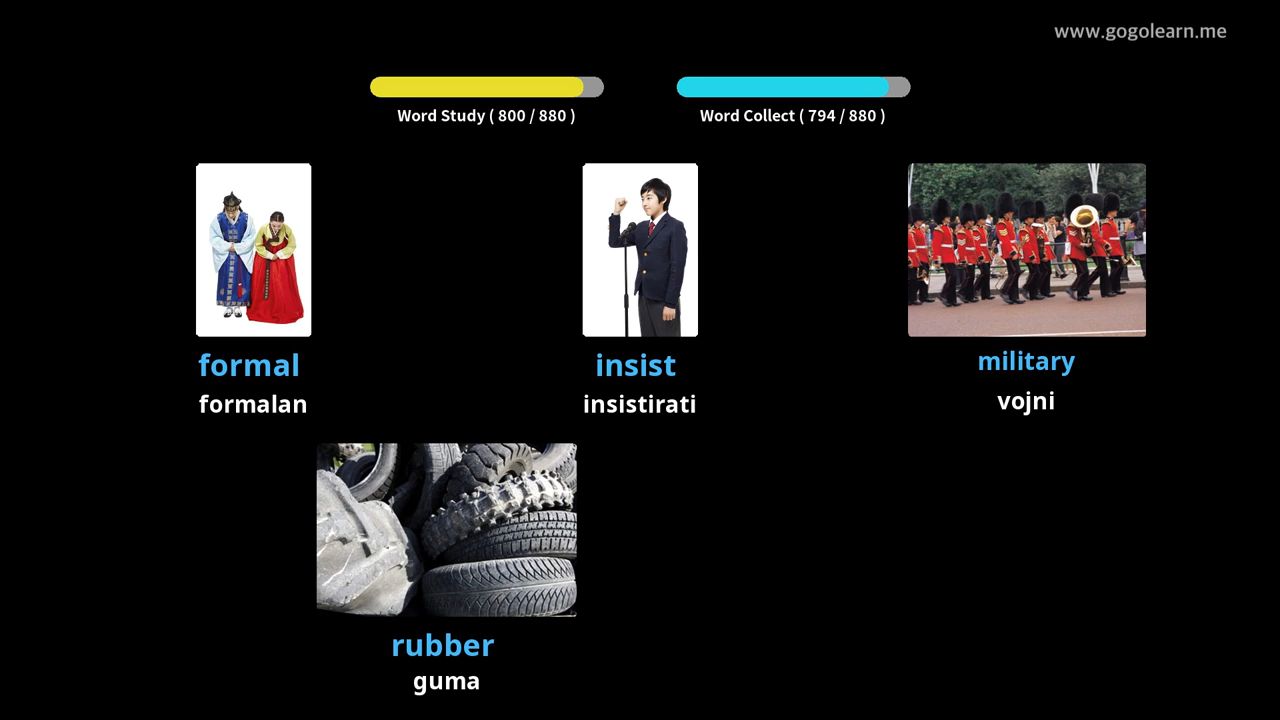 www.gogolearn.me
Word Study ( 800 / 880 )
Word Collect ( 794 / 880 )
formal
formalan
insist
insistirati
military
vojni
rubber
guma